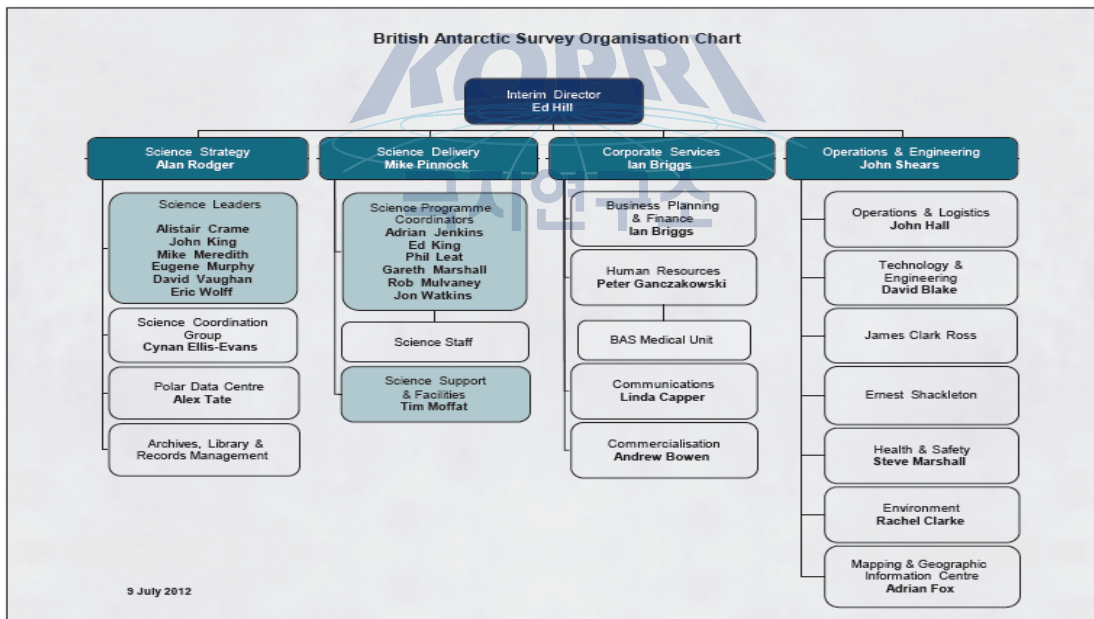 British Antarctic Survey Organisation Chart
KOPRI
극지연구소
Interim Director
Ed Hill
Science Strategy
Alan Rodger
Science Leaders
Alistair Crame
John King
Mike Meredith
Eugene Murphy
David Vaughan
Eric Wolff
Science Coordination
Group
Cynan Ellis-Evans
Polar Data Centre
Alex Tate
Archives, Library &
Records Management
Science Delivery
Mike Pinnock
Science Programme
Coordinators
Adrian Jenkins
Ed King
Phil Leat
Gareth Marshall
Rob Mulvaney
Jon Watkins
Science Staff
Science Support
& Facilities
Tim Moffat
Corporate Services
Ian Briggs
Business Planning
& Finance
Ian Briggs
Human Resources
Peter Ganczakowski
BAS Medical Unit
Communications
Linda Capper
Commercialisation
Andrew Bowen
Operations & Engineering
John Shears
Operations & Logistics
John Hall
Technology &
Engineering
David Blake
James Clark Ross
Ernest Shackleton
Health & Safety
Steve Marshall
Environment
Rachel Clarke
Mapping & Geographic
Information Centre
Adrian Fox
9 July 2012